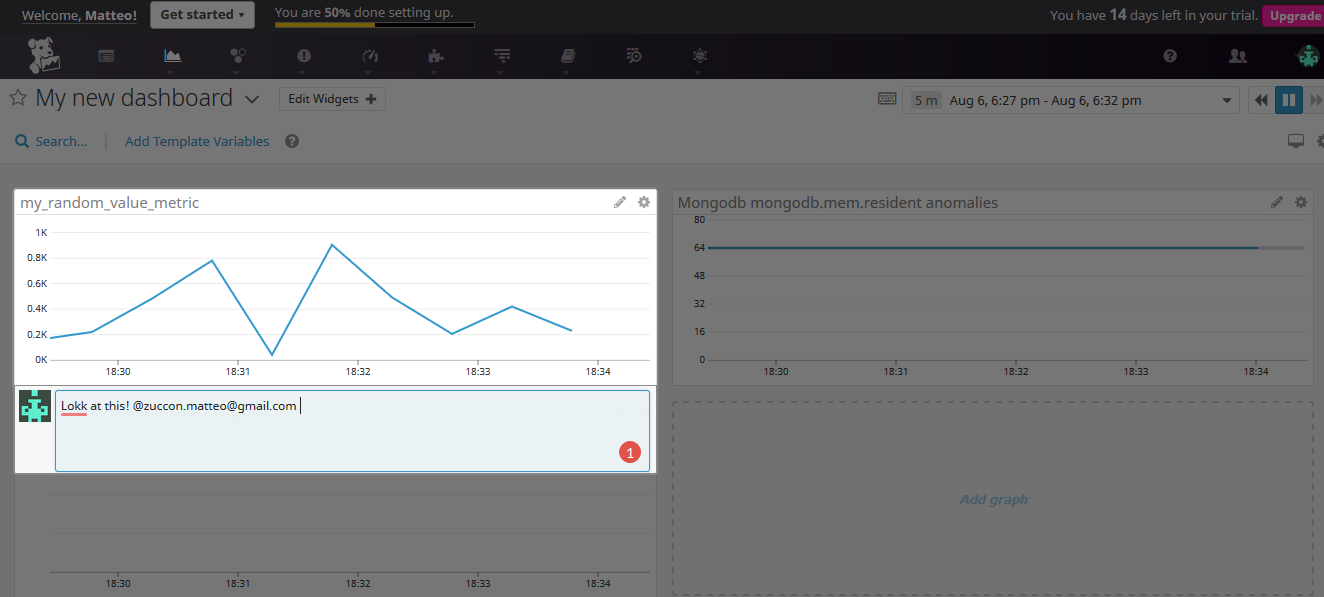 Welcome, Matteo!
Get started ▾
You are 50% done setting up.
You have 14 days left in your trial.
Upgrade
My new dashboard
Edit Widgets +
5 m Aug 6, 6:27 pm - Aug 6, 6:32 pm
Search...
Add Template Variables
?
my_random_value_metric
1K
0.8K
0.6K
0.4K
0.2K
0K
18:30 18:31 18:32 18:33 18:34
Lokk at this! @zuccon.matteo@gmail.com
1
18:30 18:31 18:32 18:33 18:34
Mongodb mongodb.mem.resident anomalies
80
64
48
32
16
0
18:30 18:31 18:32 18:33 18:34
Add graph